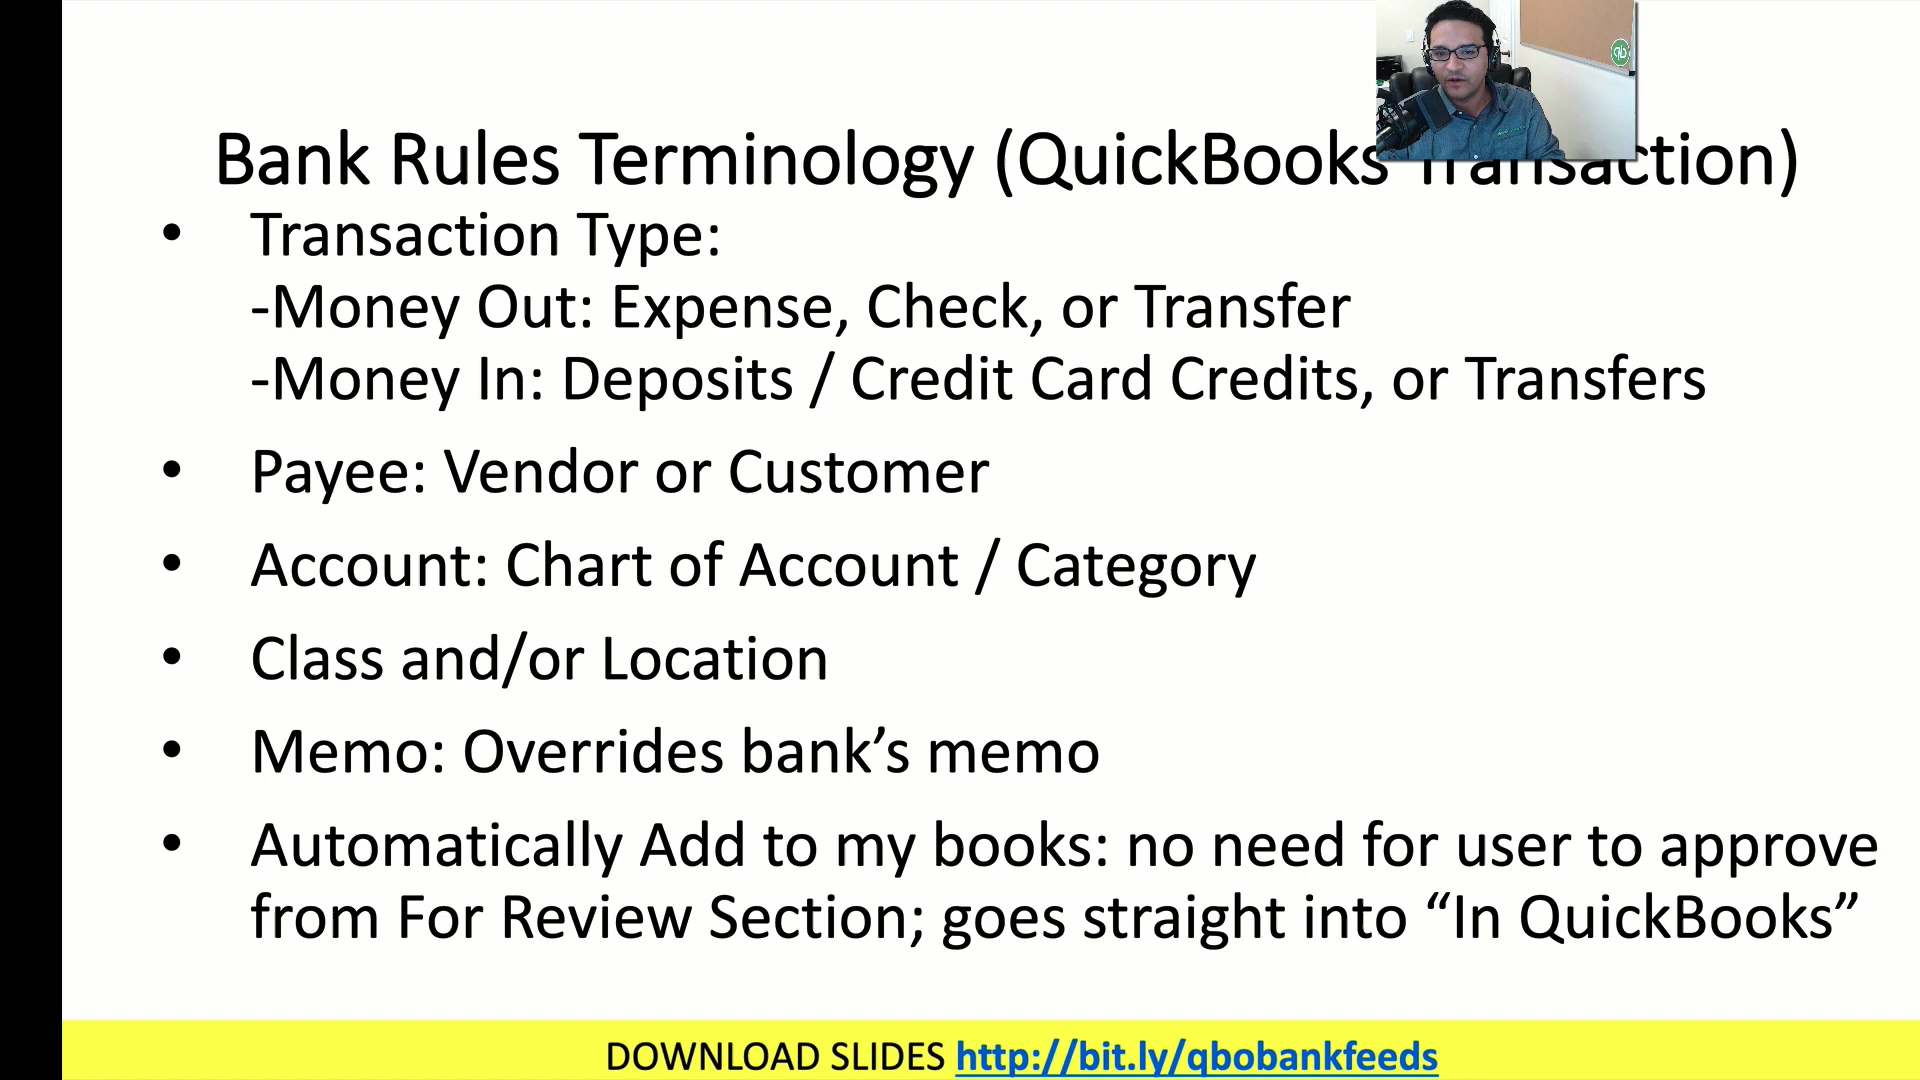 Bank Rules Terminology (QuickBooks Transaction)
• Transaction Type:
-Money Out: Expense, Check, or Transfer
-Money In: Deposits / Credit Card Credits, or Transfers
• Payee: Vendor or Customer
• Account: Chart of Account / Category
• Class and/or Location
• Memo: Overrides bank’s memo
• Automatically Add to my books: no need for user to approve
from For Review Section; goes straight into “In QuickBooks”
DOWNLOAD SLIDES http://bit.ly/qbobankfeeds
qb